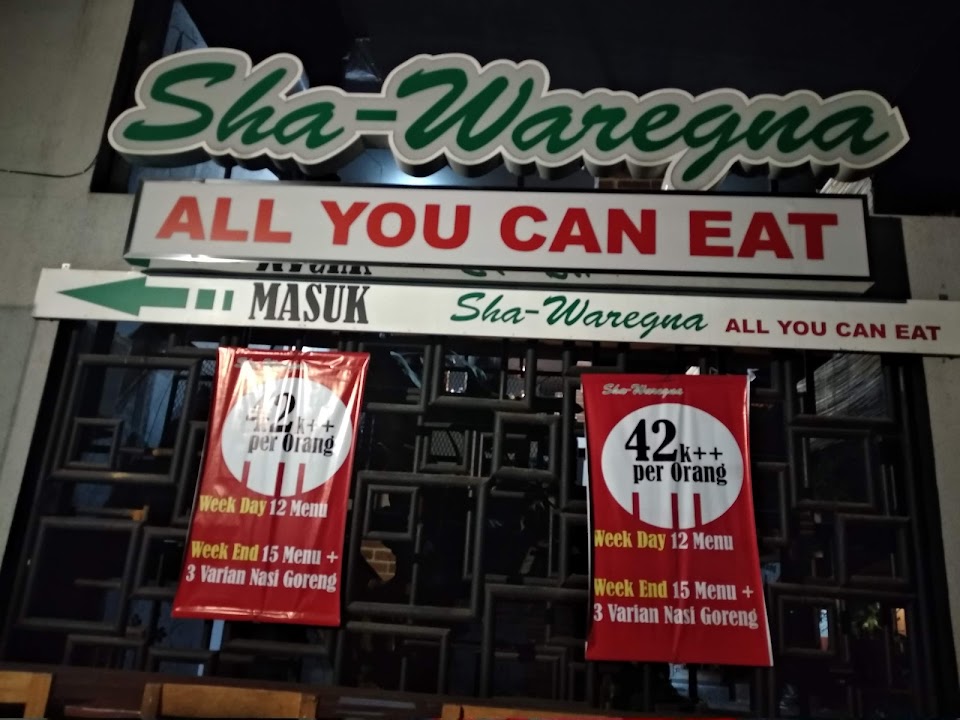 Sha-Waregna
ALL YOU CAN EAT
MASUK
Sha-Waregna ALL YOU CAN EAT
42k++
per Orang
Week Day 12 Menu
Week End 15 Menu +
3 Varian Nasi Goreng
Sha-Waregna
42k++
per Orang
Week Day 12 Menu
Week End 15 Menu +
3 Varian Nasi Goreng